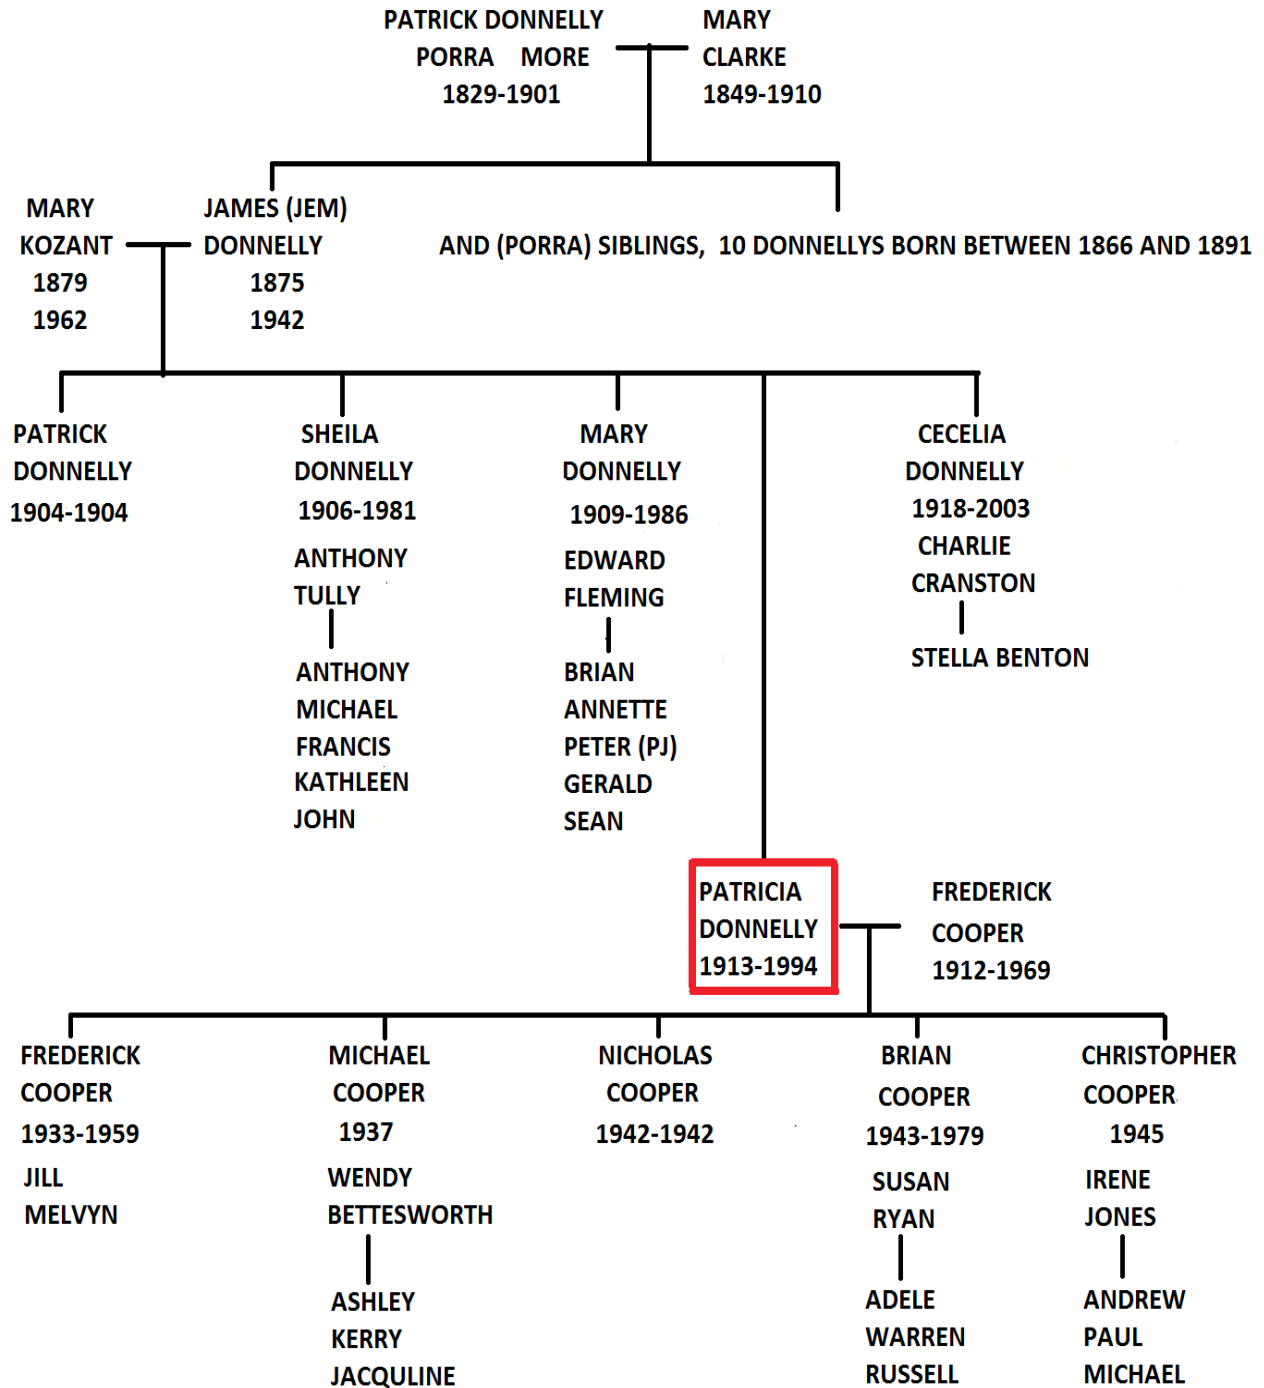 PATRICK DONNELLY
PORRA MORE
1829-1901
MARY
CLARKE
1849-1910
MARY
KOZANT
1879
1962
JAMES (JEM)
DONNELLY
1875
1942
AND (PORRA) SIBLINGS, 10 DONNELLYS BORN BETWEEN 1866 AND 1891
PATRICK
DONNELLY
1904-1904
SHEILA
DONNELLY
1906-1981
ANTHONY
TULLY
ANTHONY
MICHAEL
FRANCIS
KATHLEEN
JOHN
MARY
DONNELLY
1909-1986
EDWARD
FLEMING
BRIAN
ANNETTE
PETER (PJ)
GERALD
SEAN
CECELIA
DONNELLY
1918-2003
CHARLIE
CRANSTON
STELLA BENTON
PATRICIA
DONNELLY
1913-1994
FREDERICK
COOPER
1912-1969
FREDERICK
COOPER
1933-1959
JILL
MELVYN
MICHAEL
COOPER
1937
WENDY
BETTESWORTH
ASHLEY
KERRY
JACQULINE
NICHOLAS
COOPER
1942-1942
BRIAN
COOPER
1943-1979
SUSAN
RYAN
ADELE
WARREN
RUSSELL
CHRISTOPHER
COOPER
1945
IRENE
JONES
ANDREW
PAUL
MICHAEL